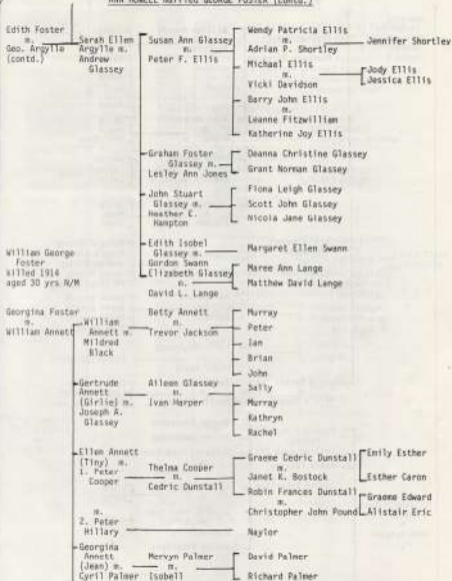 ANN HOWELL MARRIED GEORGE FOSTER (Contd.)
Edith Foster
m.
Geo. Argylle
(contd.)
Sarah Ellen
Argylle m.
Andrew
Glassey
Susan Ann Glassey
m.
Peter F. Ellis
Wendy Patricia Ellis
m.
Adrian P. Shortley
Jennifer Shortley
Michael Ellis
m.
Vicki Davidson
Jody Ellis
Jessica Ellis
Barry John Ellis
m.
Leanne Fitzwilliam
Katherine Joy Ellis
Graham Foster
Glassey m.
Lesley Ann Jones
Deanna Christine Glassey
Grant Norman Glassey
John Stuart
Glassey m.
Heather C.
Hampton
Fiona Leigh Glassey
Scott John Glassey
Nicola Jane Glassey
Edith Isobel
Glassey m.
Gordon Swann
Margaret Ellen Swann
Elizabeth Glassey
m.
David L. Lange
Maree Ann Lange
Matthew David Lange
William George
Foster
killed 1914
aged 30 yrs N/M
Georgina Foster
m.
William Annett
William
Annett m.
Mildred
Black
Betty Annett
m.
Trevor Jackson
Murray
Peter
Ian
Brian
John
Gertrude
Annett
(Girlie) m.
Joseph A.
Glassey
Aileen Glassey
m.
Ivan Harper
Sally
Murray
Kathryn
Rachel
Ellen Annett
(Tiny) m.
1. Peter
Cooper
Thelma Cooper
m.
Cedric Dunstall
Graeme Cedric Dunstall
m.
Janet K. Bostock
Emily Esther
Esther Caron
Robin Frances Dunstall
m.
Christopher John Pound
Graeme Edward
Alistair Eric
m.
2. Peter
Hillary
Naylor
Georgina
Annett
(Jean) m.
Cyril Palmer
Mervyn Palmer
m.
Isobell
David Palmer
Richard Palmer